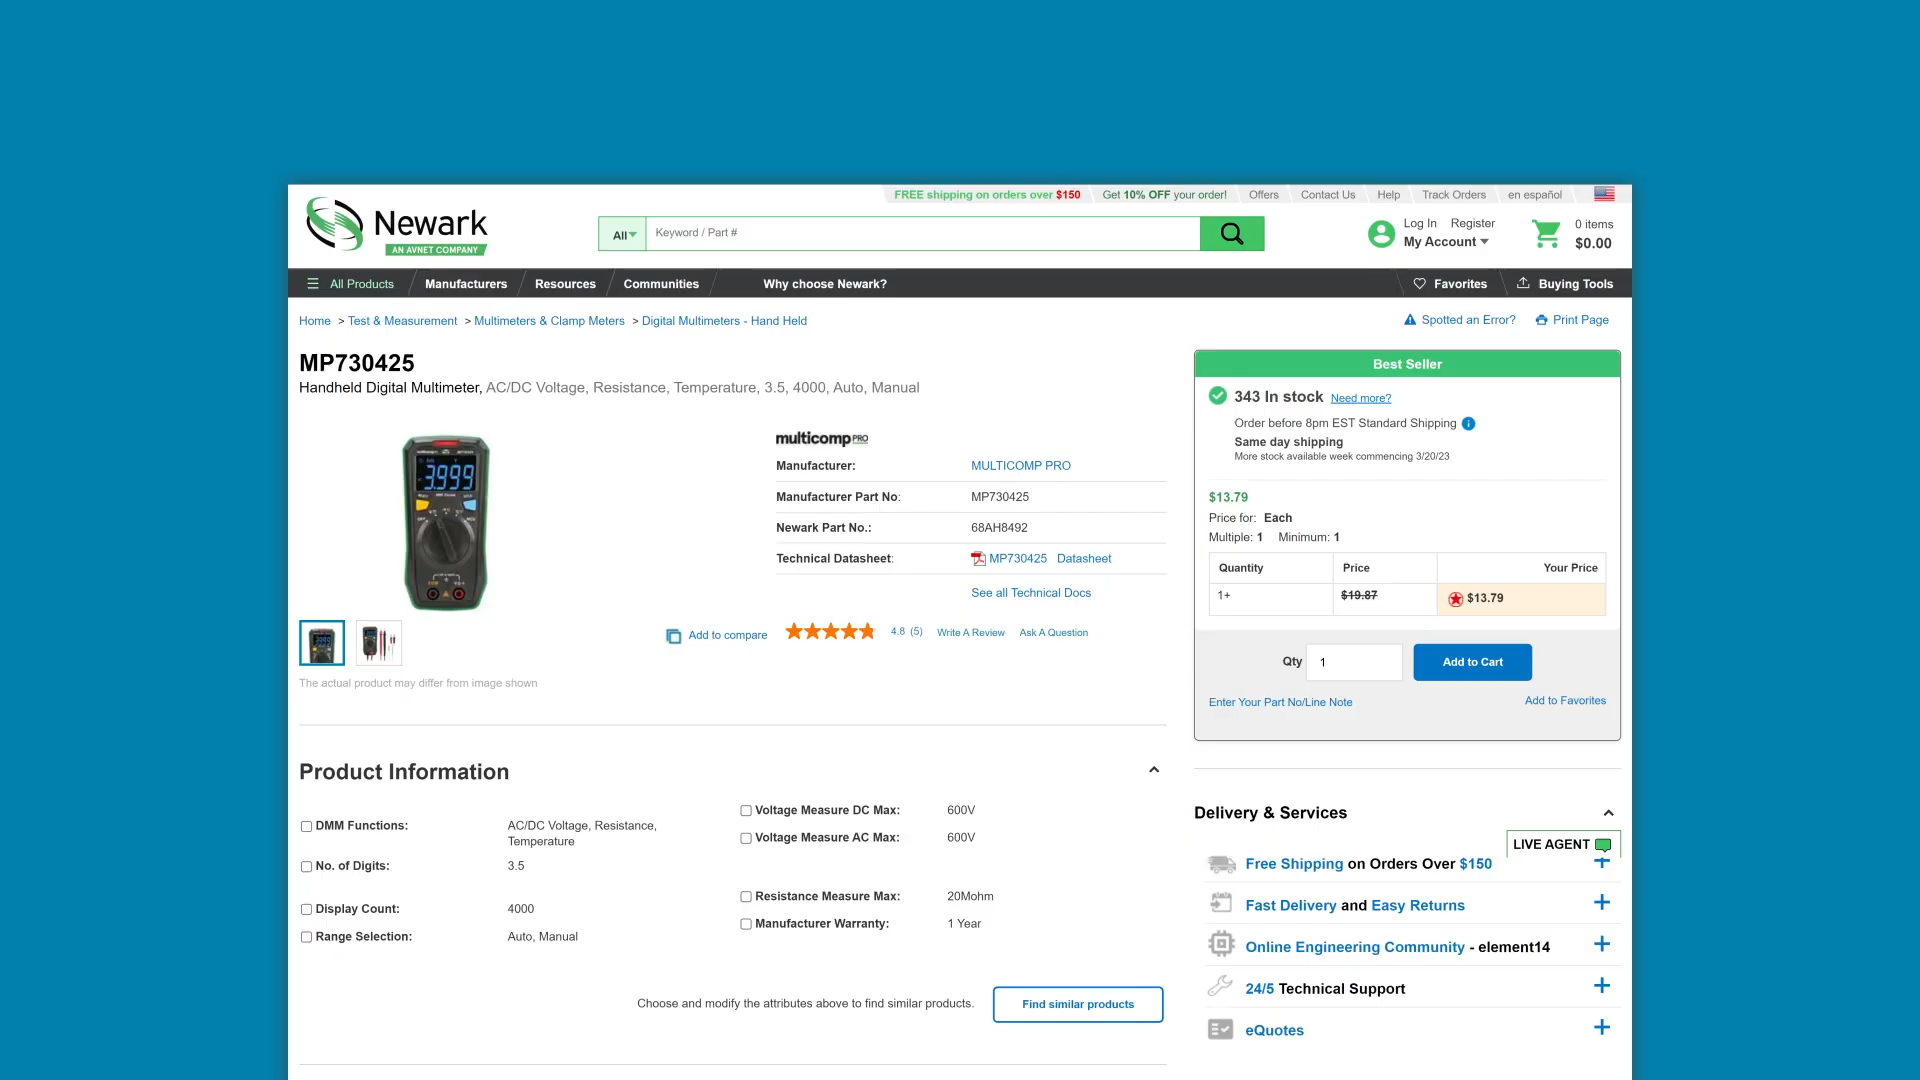 FREE shipping on orders over $150
Get 10% OFF your order!
Offers
Contact Us
Help
Track Orders
en español
Newark
AN AVNET COMPANY
All
Keyword / Part #
Log In Register
My Account
0 items
$0.00
All Products
Manufacturers
Resources
Communities
Why choose Newark?
Favorites
Buying Tools
Home > Test & Measurement > Multimeters & Clamp Meters > Digital Multimeters - Hand Held
Spotted an Error?
Print Page
MP730425
Handheld Digital Multimeter, AC/DC Voltage, Resistance, Temperature, 3.5, 4000, Auto, Manual
3.999
multicomp PRO
Manufacturer: MULTICOMP PRO
Manufacturer Part No: MP730425
Newark Part No.: 68AH8492
Technical Datasheet: MP730425 Datasheet
See all Technical Docs
Add to compare
4.8 (5) Write A Review Ask A Question
The actual product may differ from image shown
Best Seller
343 In stock Need more?
Order before 8pm EST Standard Shipping
Same day shipping
More stock available week commencing 3/20/23
$13.79
Price for: Each
Multiple: 1 Minimum: 1
Quantity Price Your Price
1+ $19.87 $13.79
Qty 1 Add to Cart
Enter Your Part No/Line Note
Add to Favorites
Product Information
DMM Functions: AC/DC Voltage, Resistance,
Temperature
No. of Digits: 3.5
Display Count: 4000
Range Selection: Auto, Manual
Voltage Measure DC Max: 600V
Voltage Measure AC Max: 600V
Resistance Measure Max: 20Mohm
Manufacturer Warranty: 1 Year
Choose and modify the attributes above to find similar products.
Find similar products
Delivery & Services
LIVE AGENT
Free Shipping on Orders Over $150
Fast Delivery and Easy Returns
Online Engineering Community - element14
24/5 Technical Support
eQuotes